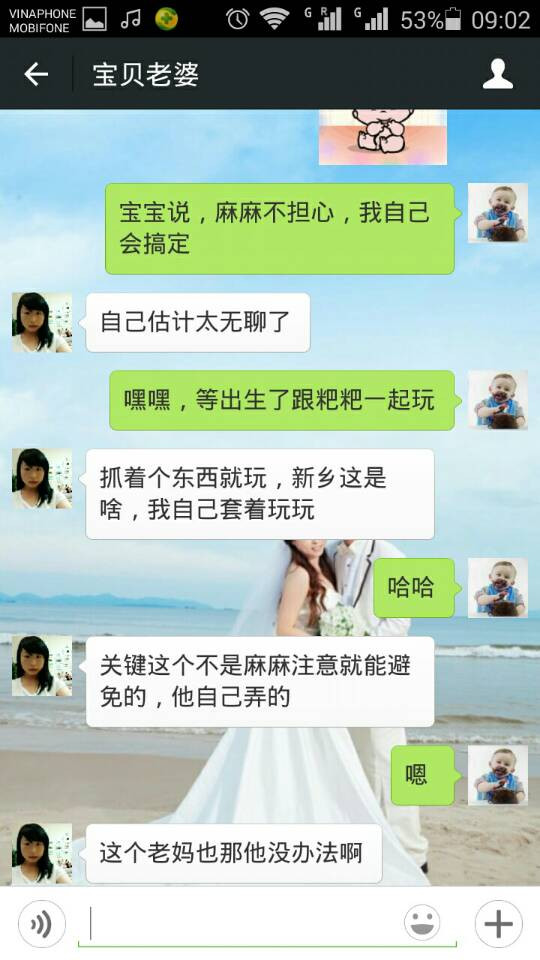 VINAPHONE
MOBIFONE
G R G 53% 09:02
宝贝老婆
宝宝说，麻麻不担心，我自己
会搞定
自己估计太无聊了
嘿嘿，等出生了跟粑粑一起玩
抓着个东西就玩，新乡这是
啥，我自己套着玩玩
哈哈
关键这个不是麻麻注意就能避
免的，他自己弄的
嗯
这个老妈也那他没办法啊